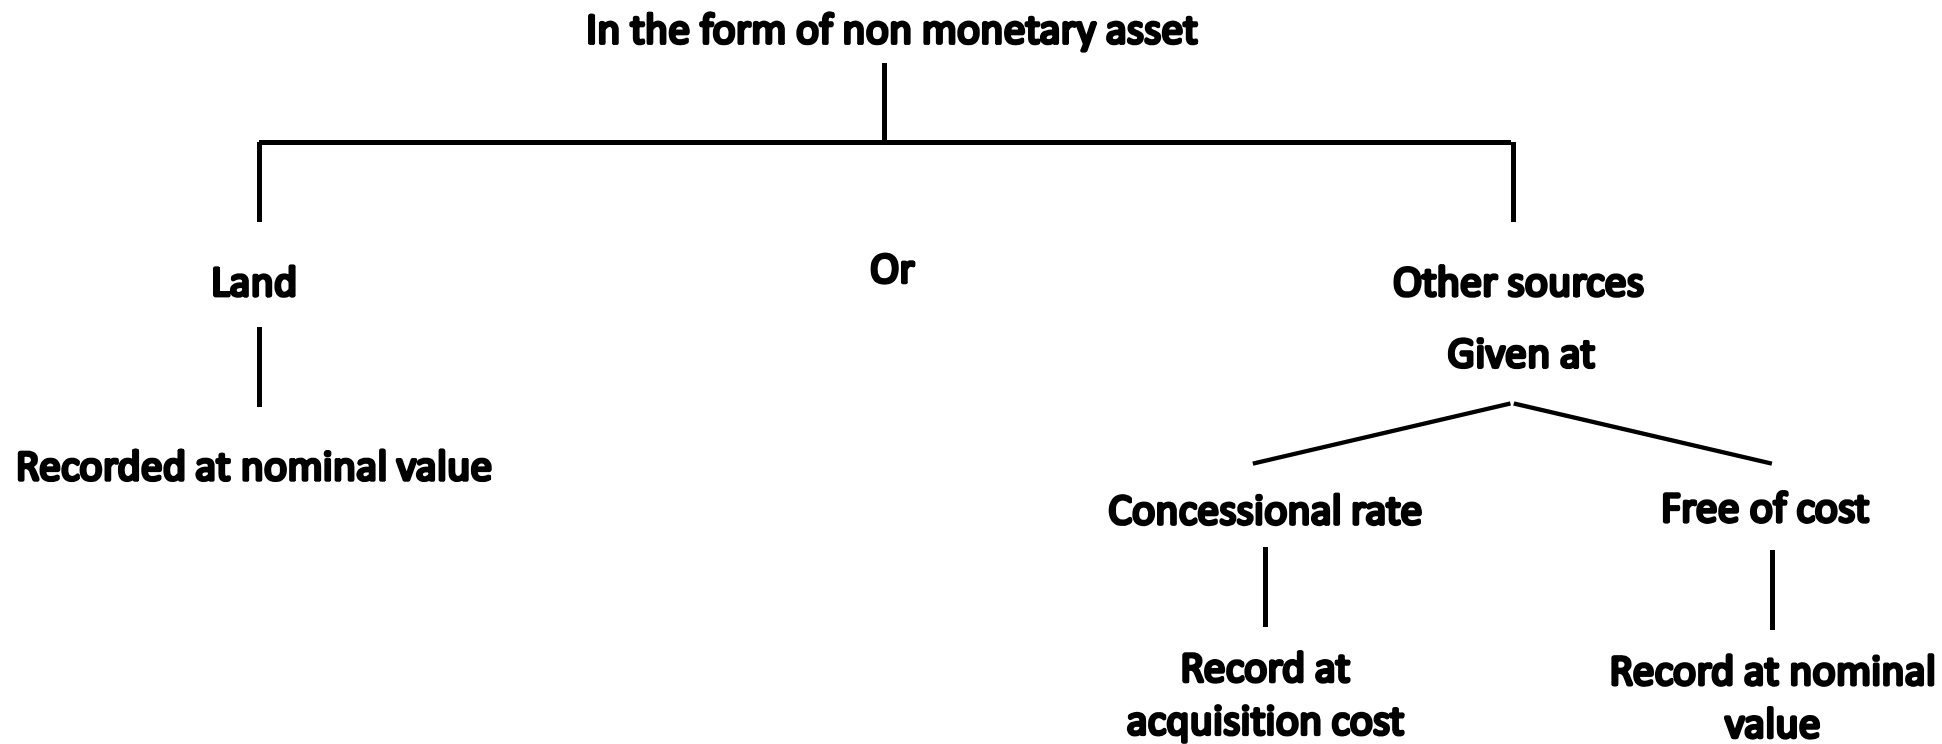 In the form of non monetary asset
Land
Or
Other sources
Given at
Recorded at nominal value
Concessional rate
Free of cost
Record at
acquisition cost
Record at nominal
value